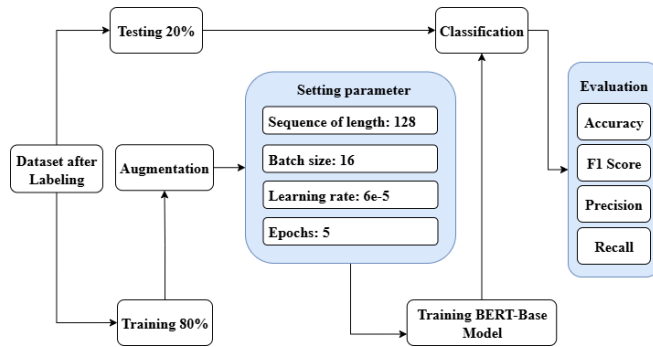 Testing 20%
Classification
Setting parameter
Sequence of length: 128
Batch size: 16
Learning rate: 6e-5
Epochs: 5
Evaluation
Accuracy
F1 Score
Precision
Recall
Dataset after
Labeling
Augmentation
Training 80%
Training BERT-Base
Model